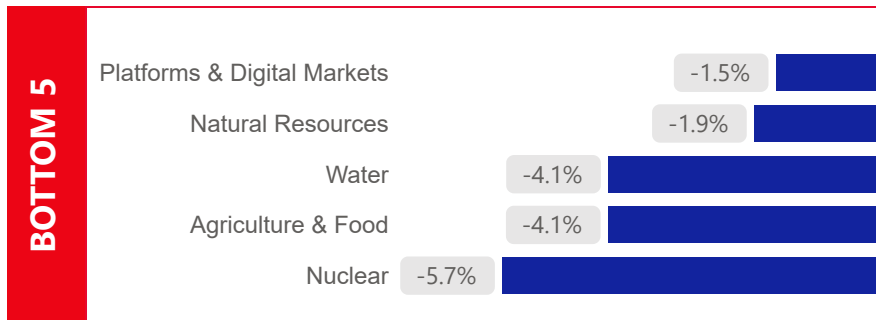 BOTTOM 5
Platforms & Digital Markets -1.5%
Natural Resources -1.9%
Water -4.1%
Agriculture & Food -4.1%
Nuclear -5.7%